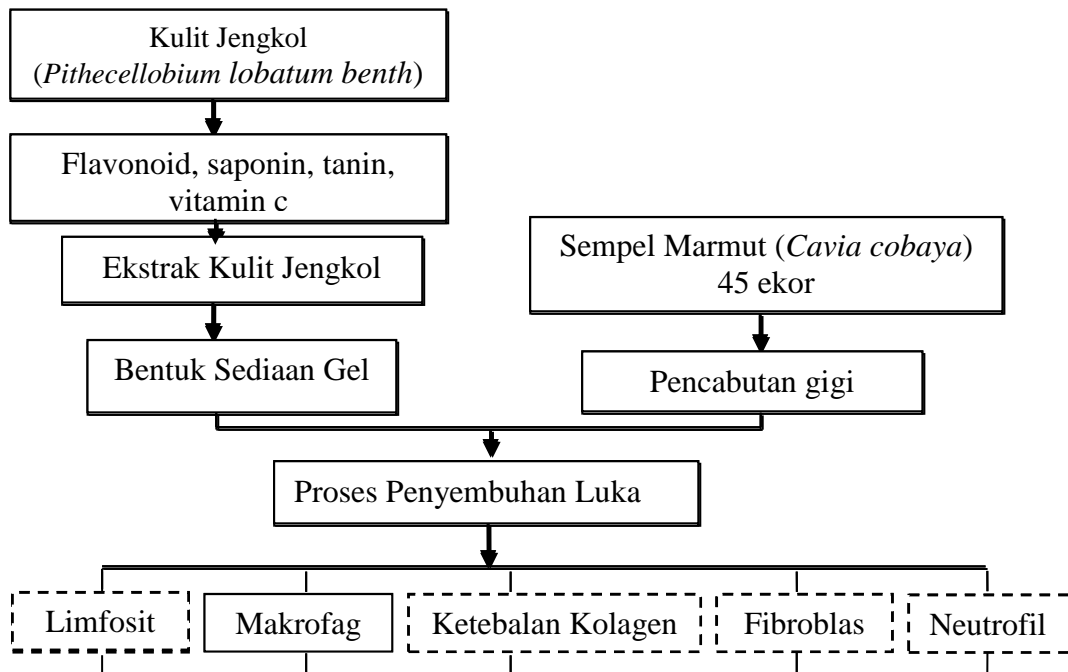 Kulit Jengkol
(Pithecellobium lobatum benth)
Flavonoid, saponin, tanin,
vitamin c
Ekstrak Kulit Jengkol
Bentuk Sediaan Gel
Sempel Marmut (Cavia cobaya)
45 ekor
Pencabutan gigi
Proses Penyembuhan Luka
Limfosit
Makrofag
Ketebalan Kolagen
Fibroblas
Neutrofil